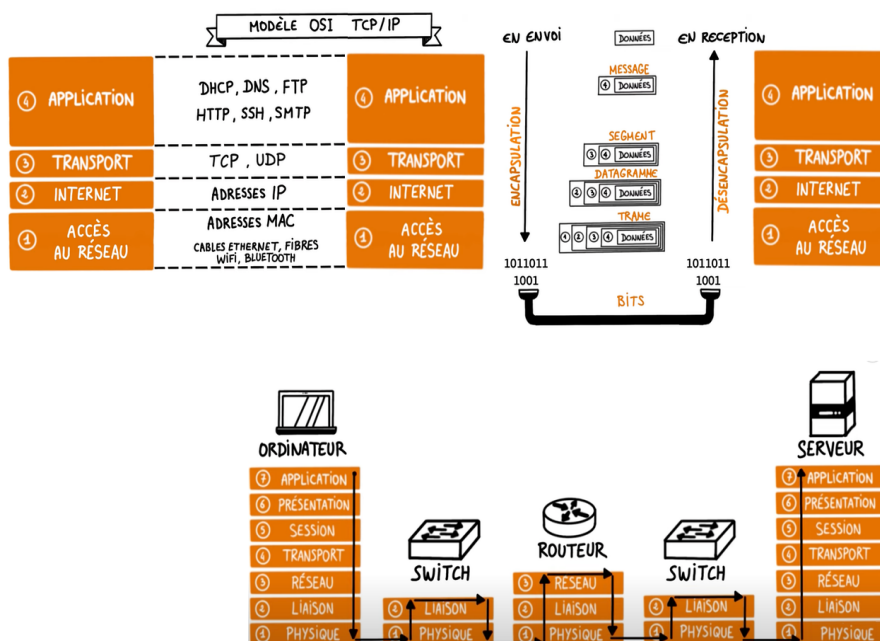 MODÈLE OSI TCP/IP
④ APPLICATION
DHCP, DNS, FTP
HTTP, SSH, SMTP
④ APPLICATION
③ TRANSPORT
TCP, UDP
③ TRANSPORT
② INTERNET
ADRESSES IP
② INTERNET
① ACCÈS
AU RÉSEAU
ADRESSES MAC
CABLES ETHERNET, FIBRES
WIFI, BLUETOOTH
① ACCÈS
AU RÉSEAU
EN ENVOI
DONNÉES
EN RECEPTION
ENCAPSULATION
MESSAGE
④ DONNÉES
SEGMENT
③ ④ DONNÉES
DATAGRAMME
② ③ ④ DONNÉES
TRAME
① ② ③ ④ DONNÉES
DÉSENCAPSULATION
1011011
1001
BITS
1011011
1001
④ APPLICATION
③ TRANSPORT
② INTERNET
① ACCÈS
AU RÉSEAU
ORDINATEUR
⑦ APPLICATION
⑥ PRÉSENTATION
⑤ SESSION
④ TRANSPORT
③ RÉSEAU
② LIAISON
① PHYSIQUE
SWITCH
② LIAISON
① PHYSIQUE
ROUTEUR
③ RÉSEAU
② LIAISON
① PHYSIQUE
SWITCH
② LIAISON
① PHYSIQUE
SERVEUR
⑦ APPLICATION
⑥ PRÉSENTATION
⑤ SESSION
④ TRANSPORT
③ RÉSEAU
② LIAISON
① PHYSIQUE